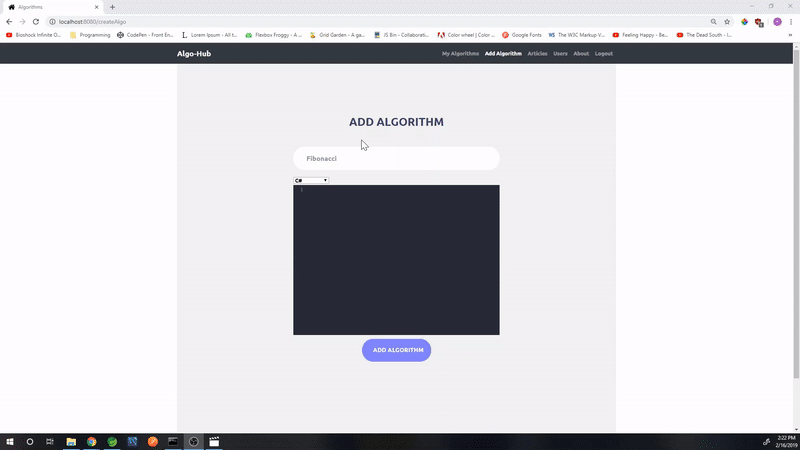 Algorithms
localhost:8080/createAlgo
Bioshock Infinite O...
Programming
CodePen - Front En...
Lorem Ipsum - All t...
Flexbox Froggy - A ...
Grid Garden - A ga...
JS Bin - Collaborati...
Color wheel | Color ...
Google Fonts
The W3C Markup V...
Feeling Happy - Be...
The Dead South - I...
»
Algo-Hub
My Algorithms Add Algorithm Articles Users About Logout
ADD ALGORITHM
Fibonacci
C#
1
ADD ALGORITHM
2:22 PM
2/16/2019